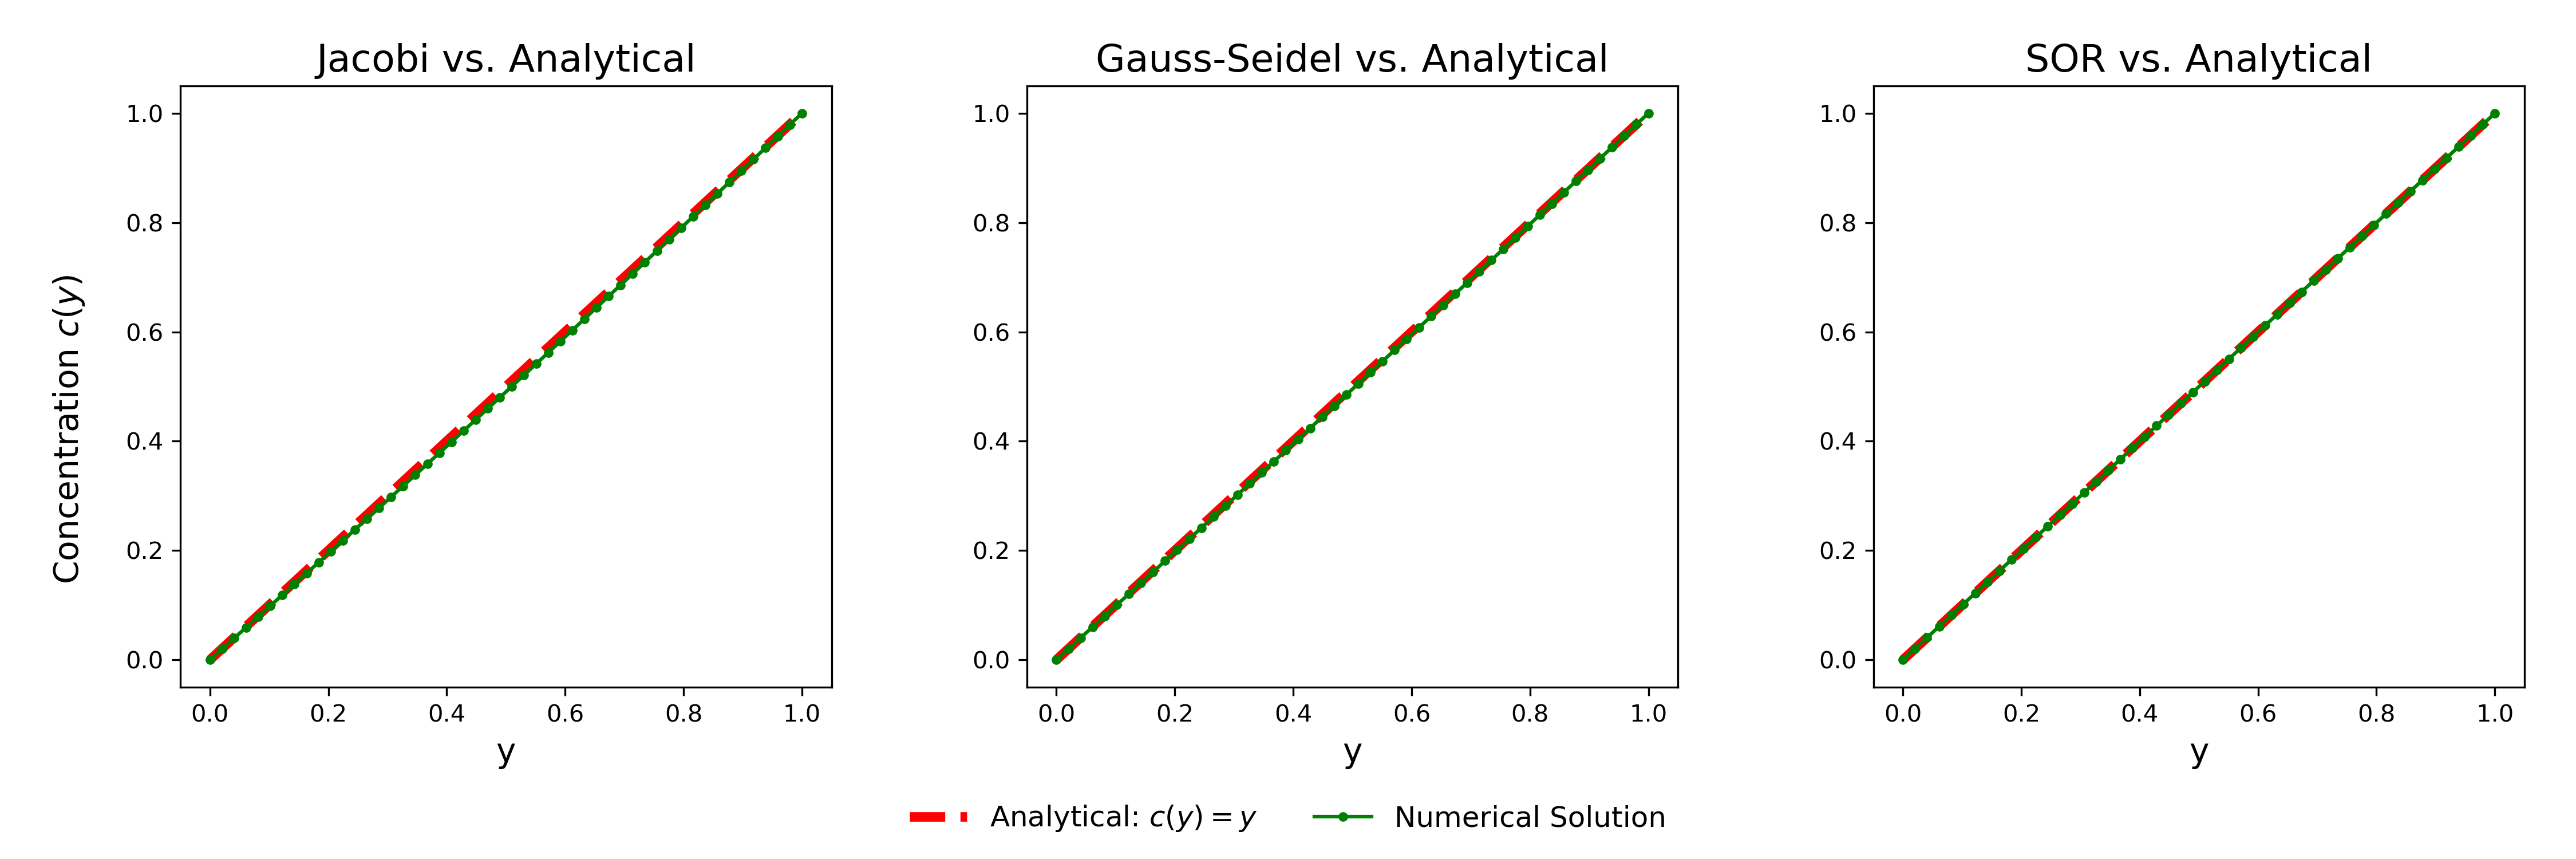 Jacobi vs. Analytical
Concentration c(y)
1.0
0.8
0.6
0.4
0.2
0.0
0.0 0.2 0.4 0.6 0.8 1.0
y
Gauss-Seidel vs. Analytical
1.0
0.8
0.6
0.4
0.2
0.0
0.0 0.2 0.4 0.6 0.8 1.0
y
SOR vs. Analytical
1.0
0.8
0.6
0.4
0.2
0.0
0.0 0.2 0.4 0.6 0.8 1.0
y
Analytical: c(y) = y
Numerical Solution